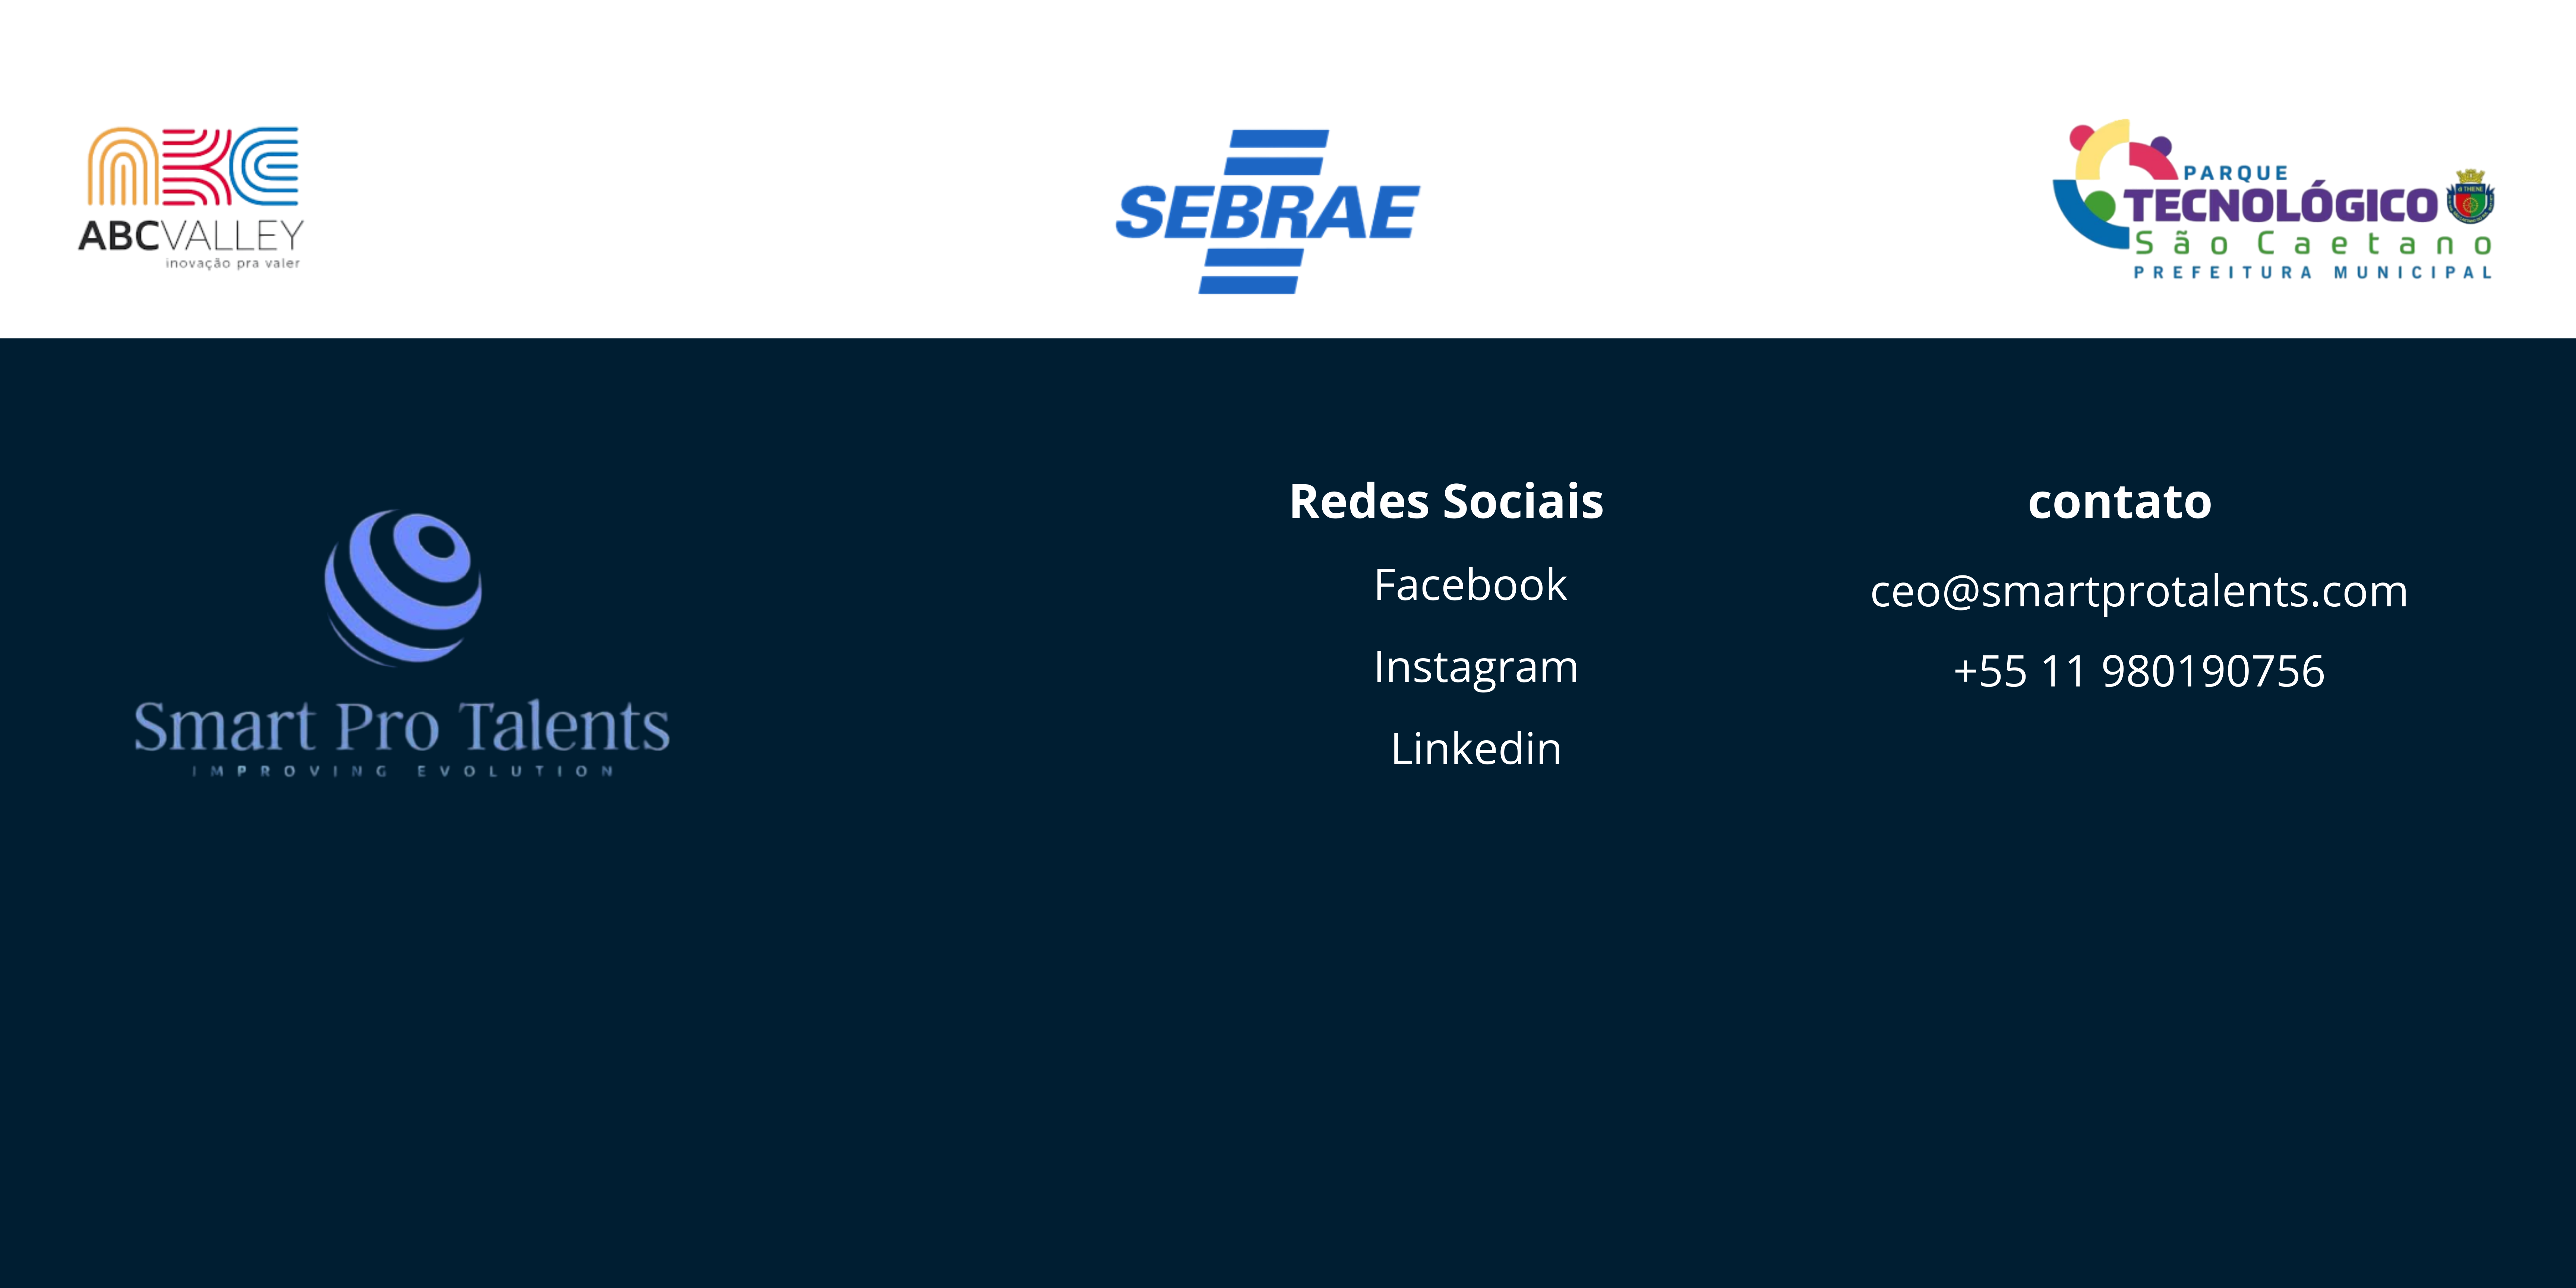 ABCVALLEY
inovação pra valer
SEBRAE
PARQUE
TECNOLÓGICO
São Caetano
PREFEITURA MUNICIPAL
Smart Pro Talents
IMPROVING EVOLUTION
Redes Sociais
Facebook
Instagram
Linkedin
contato
ceo@smartprotalents.com
+55 11 980190756